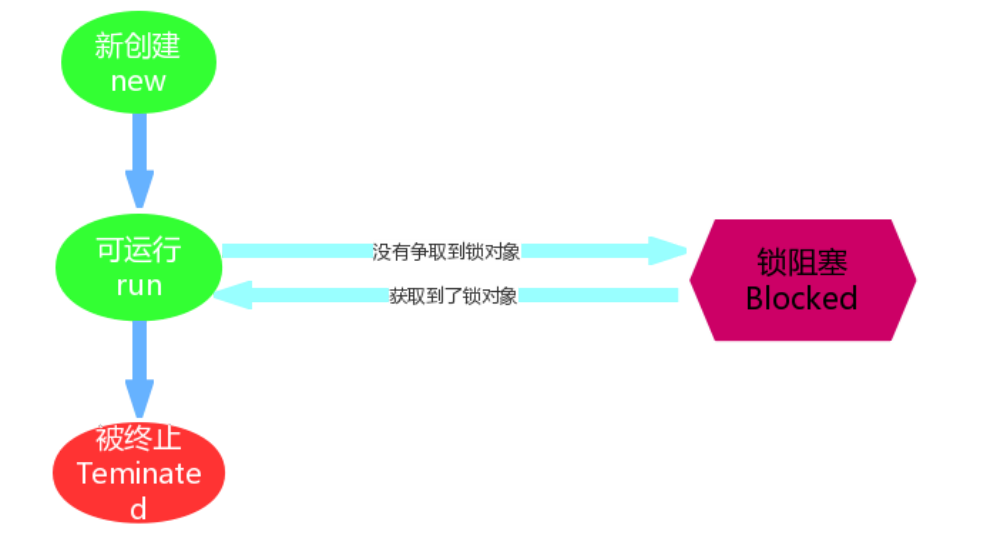 新创建
new
可运行
run
没有争取到锁对象
获取到了锁对象
锁阻塞
Blocked
被终止
Teminate
d